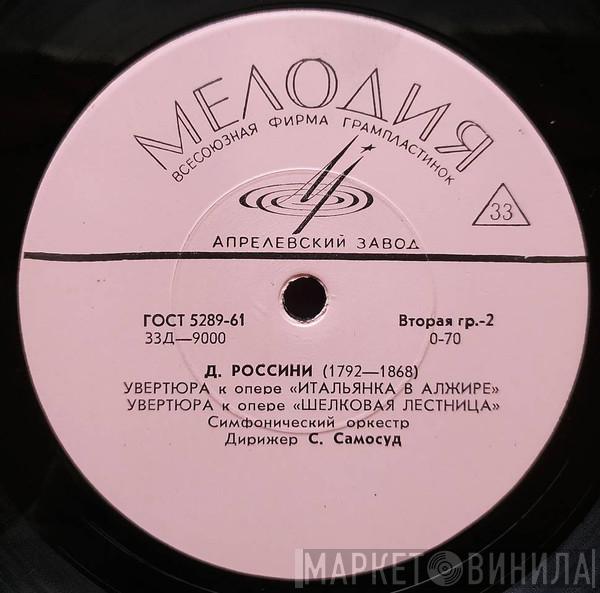 МЕЛОДИЯ
ВСЕСОЮЗНАЯ ФИРМА ГРАМПЛАСТИНОК
33
АПРЕЛЕВСКИЙ ЗАВОД
ГОСТ 5289-61 Вторая гр.-2
33Д—9000 0-70
Д. РОССИНИ (1792—1868)
УВЕРТЮРА к опере «ИТАЛЬЯНКА В АЛЖИРЕ»
УВЕРТЮРА к опере «ШЕЛКОВАЯ ЛЕСТНИЦА»
Симфонический оркестр
Дирижер С. Самосуд
МАРКЕТ ВИНИЛА